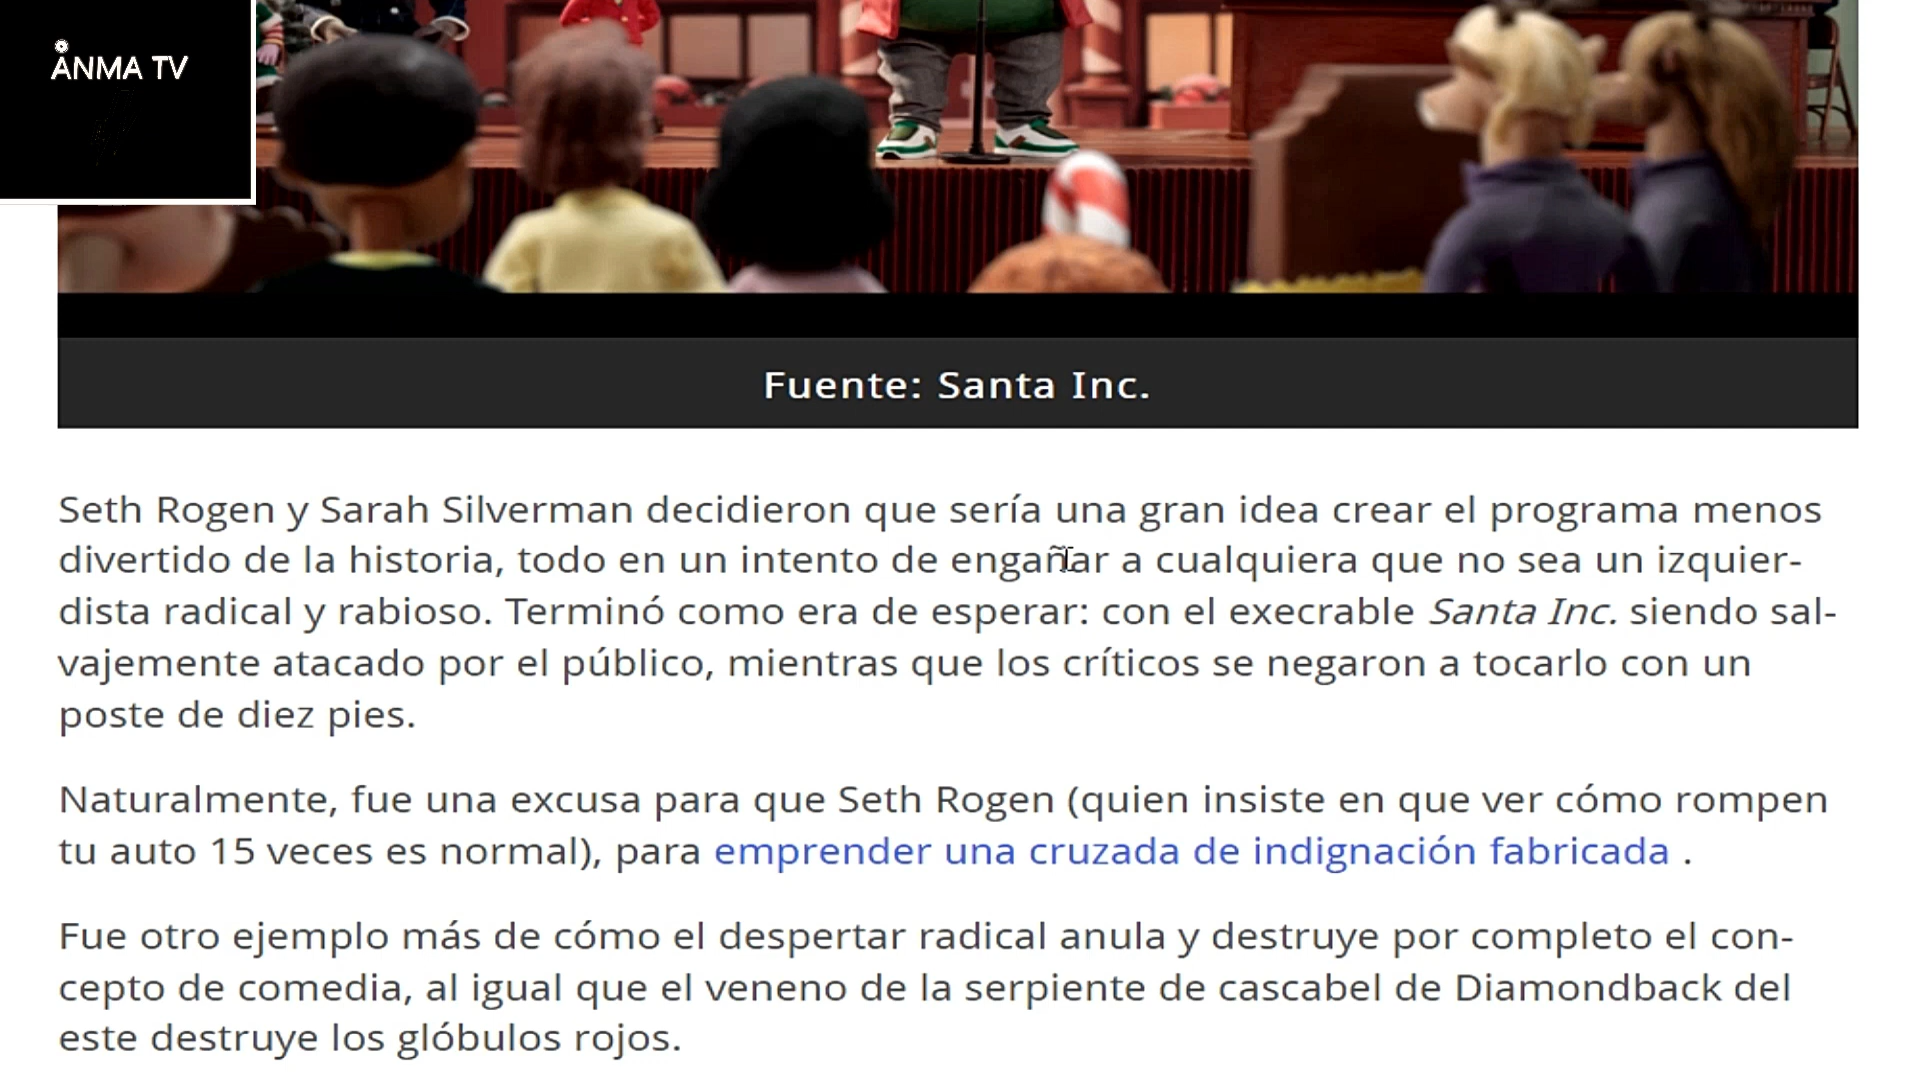 ANMA TV
Fuente: Santa Inc.
Seth Rogen y Sarah Silverman decidieron que sería una gran idea crear el programa menos
divertido de la historia, todo en un intento de engañar a cualquiera que no sea un izquier-
dista radical y rabioso. Terminó como era de esperar: con el execrable Santa Inc. siendo sal-
vajemente atacado por el público, mientras que los críticos se negaron a tocarlo con un
poste de diez pies.
Naturalmente, fue una excusa para que Seth Rogen (quien insiste en que ver cómo rompen
tu auto 15 veces es normal), para emprender una cruzada de indignación fabricada .
Fue otro ejemplo más de cómo el despertar radical anula y destruye por completo el con-
cepto de comedia, al igual que el veneno de la serpiente de cascabel de Diamondback del
este destruye los glóbulos rojos.